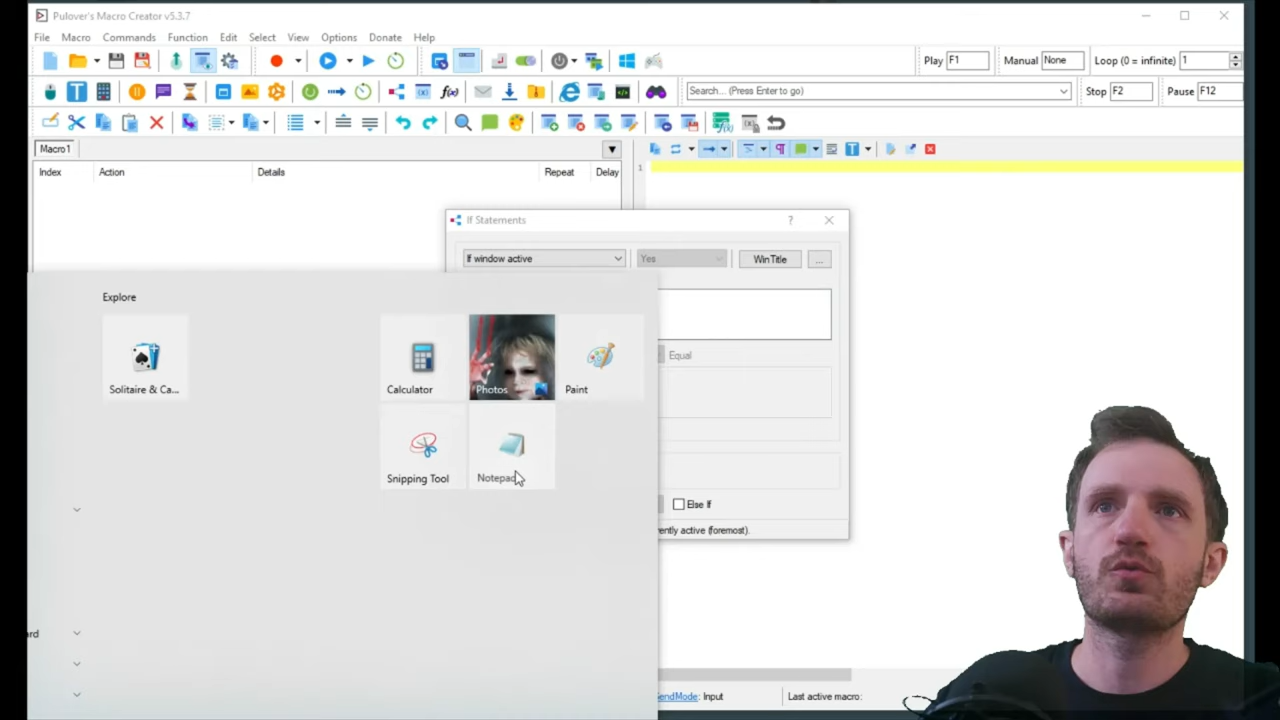 Pulover's Macro Creator v5.3.7
File Macro Commands Function Edit Select View Options Donate Help
Play F1 Manual None Loop (0 = infinite) 1
Search... (Press Enter to go) Stop F2 Pause F12
Macro1
Index Action Details Repeat Delay
1
If Statements ?
If window active Yes WinTitle ...
Explore
Equal
Solitaire & Ca... Calculator Photos Paint
Snipping Tool Notepad
Else If
rently active (foremost).
ard
SendMode: Input Last active macro: